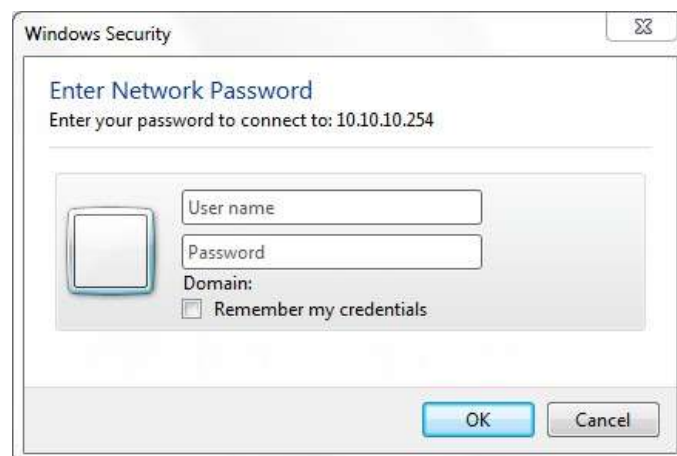 Windows Security
Enter Network Password
Enter your password to connect to: 10.10.10.254
User name
Password
Domain:
Remember my credentials
OK
Cancel